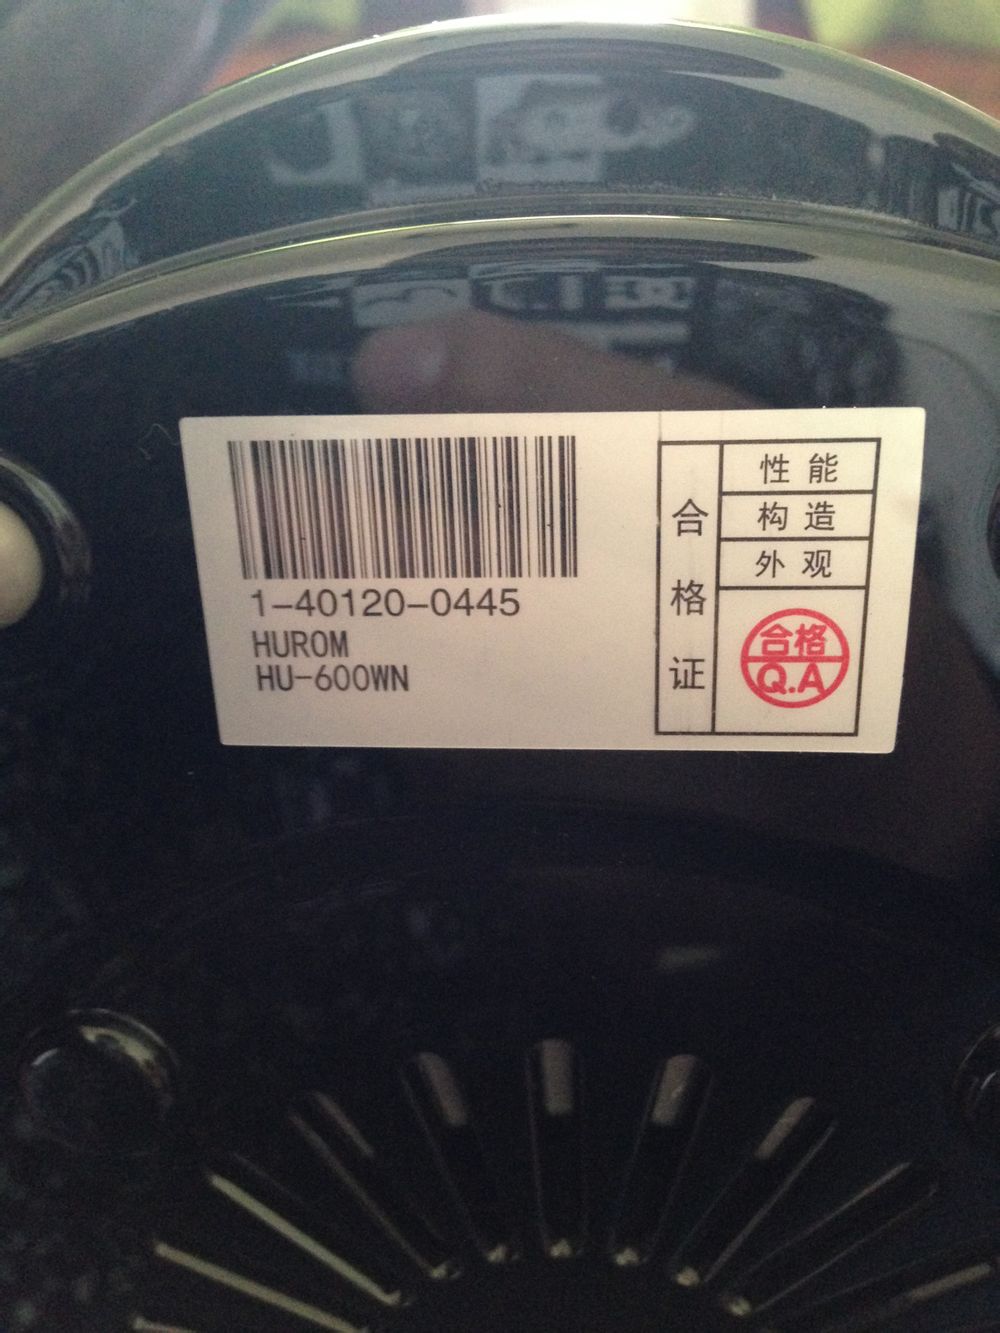 1-40120-0445
HUROM
HU-600WN
合格证
性能
构造
外观
合格
Q.A